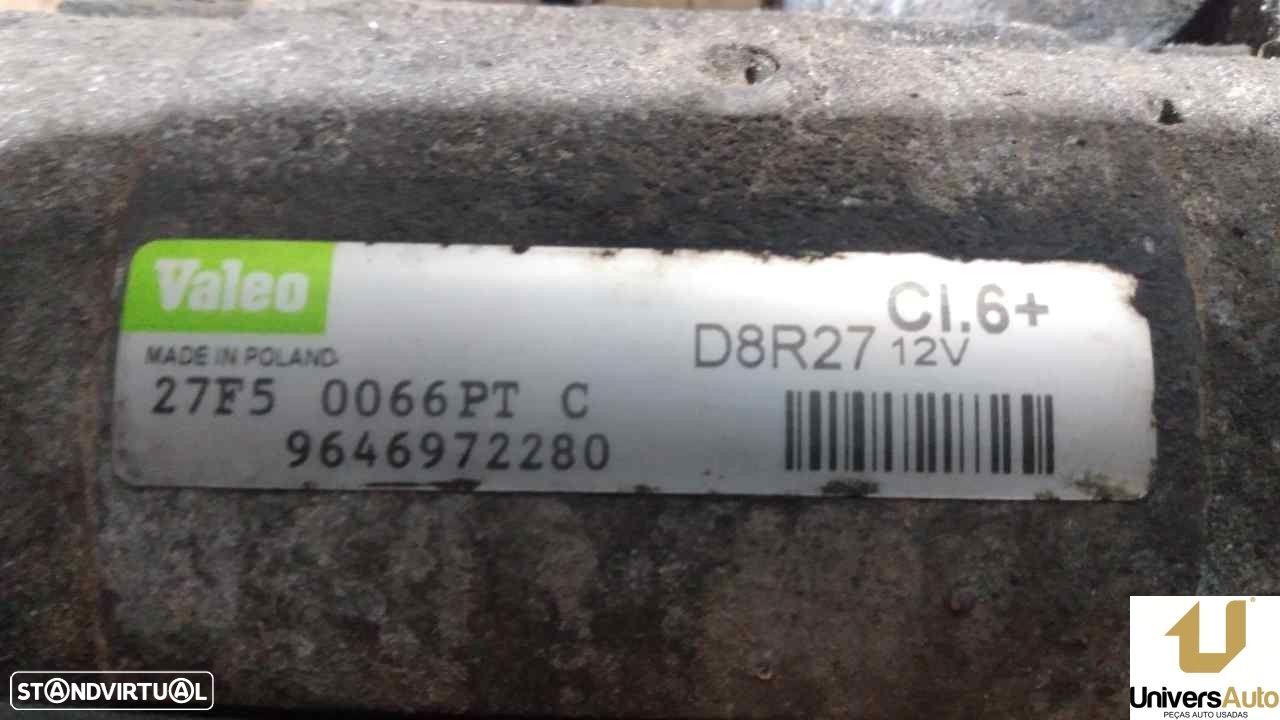 Valeo
MADE IN POLAND
27F5 0066PT C
9646972280
D8R27
Cl.6+
12V
STANDVIRTUAL
UniversAuto
PEÇAS AUTO USADAS